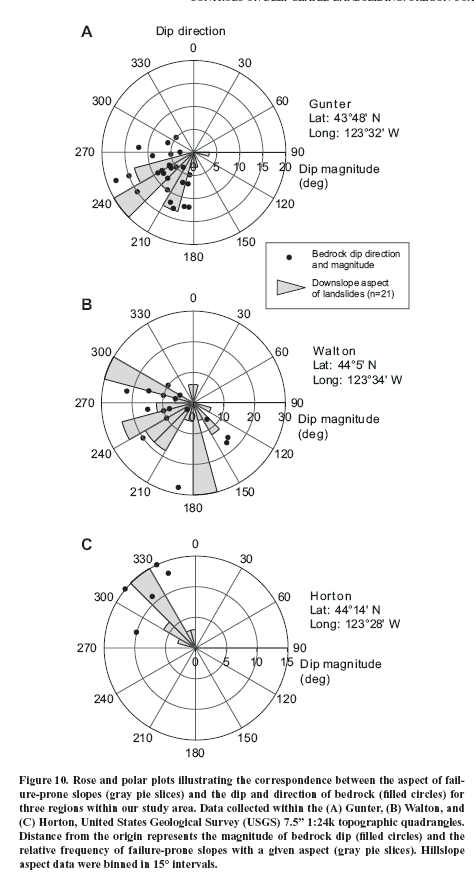 A
Dip direction
0
330
30
300
60
Gunter
Lat: 43°48' N
Long: 123°32' W
270
90
0 5 10 15 20 Dip magnitude
(deg)
240
120
210
150
180
Bedrock dip direction
and magnitude
Downslope aspect
of landslides (n=21)
B
0
330
30
300
60
Walton
Lat: 44°5' N
Long: 123°34' W
270
90
0 10 20 30 Dip magnitude
(deg)
240
120
210
150
180
C
0
330
30
300
60
Horton
Lat: 44°14' N
Long: 123°28' W
270
90
0 5 10 15 Dip magnitude
(deg)
240
120
210
150
180
Figure 10. Rose and polar plots illustrating the correspondence between the aspect of fail-
ure-prone slopes (gray pie slices) and the dip and direction of bedrock (filled circles) for
three regions within our study area. Data collected within the (A) Gunter, (B) Walton, and
(C) Horton, United States Geological Survey (USGS) 7.5” 1:24k topographic quadrangles.
Distance from the origin represents the magnitude of bedrock dip (filled circles) and the
relative frequency of failure-prone slopes with a given aspect (gray pie slices). Hillslope
aspect data were binned in 15° intervals.